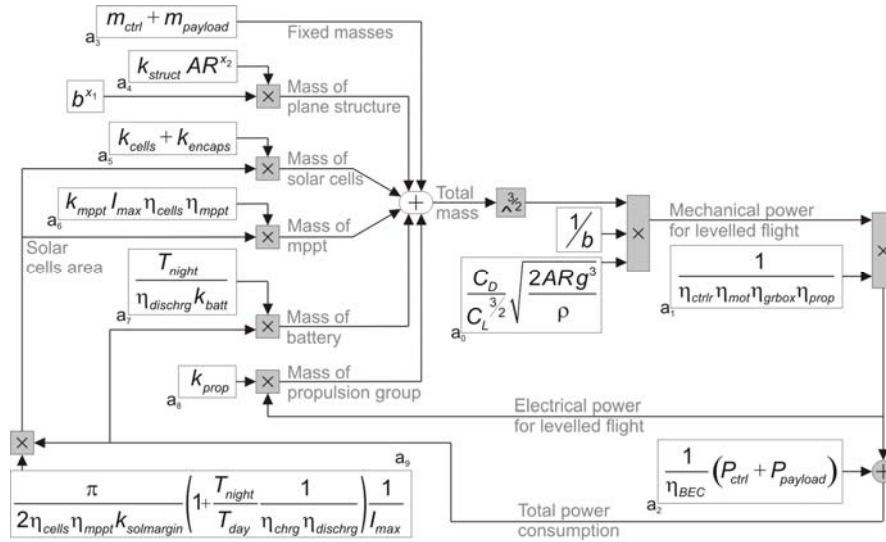 m_ctrl + m_payload
a_3
Fixed masses
k_struct AR^x_2
a_4
b^x_1
×
Mass of
plane structure
k_cells + k_encaps
a_5
×
Mass of
solar cells
k_mppt I_max η_cells η_mppt
a_6
×
Mass of
mppt
+
Total
mass
^3/2
1/b
×
Mechanical power
for levelled flight
×
C_D / C_L^3/2 √(2ARg^3 / ρ)
a_0
1 / η_ctrlr η_mot η_grbox η_prop
a_1
Solar
cells area
T_night / η_dischrg k_batt
a_7
×
Mass of
battery
k_prop
a_8
×
Mass of
propulsion group
Electrical power
for levelled flight
×
a_9
π / 2η_cells η_mppt k_solmargin (1 + T_night / T_day 1 / η_chrg η_dischrg) 1 / I_max
1 / η_BEC (P_ctrl + P_payload)
a_2
+
Total power
consumption